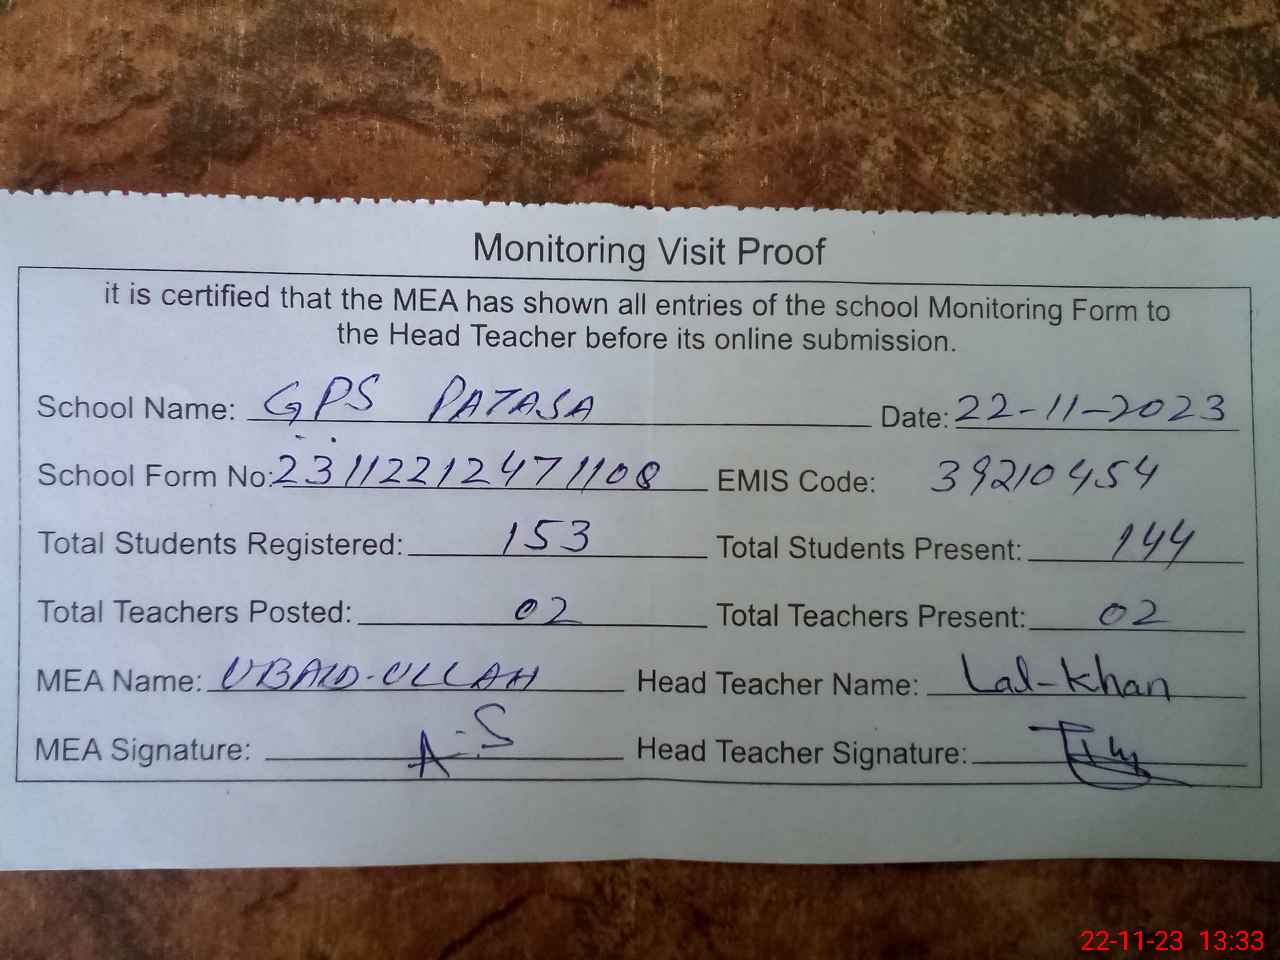 Monitoring Visit Proof
it is certified that the MEA has shown all entries of the school Monitoring Form to
the Head Teacher before its online submission.
School Name: GPS PATASA Date: 22-11-2023
School Form No: 23112212471108 EMIS Code: 39210454
Total Students Registered: 153 Total Students Present: 144
Total Teachers Posted: 02 Total Teachers Present: 02
MEA Name: UBAID-ULLAH Head Teacher Name: Lal-Khan
MEA Signature: A-S Head Teacher Signature:
22-11-23 13:33